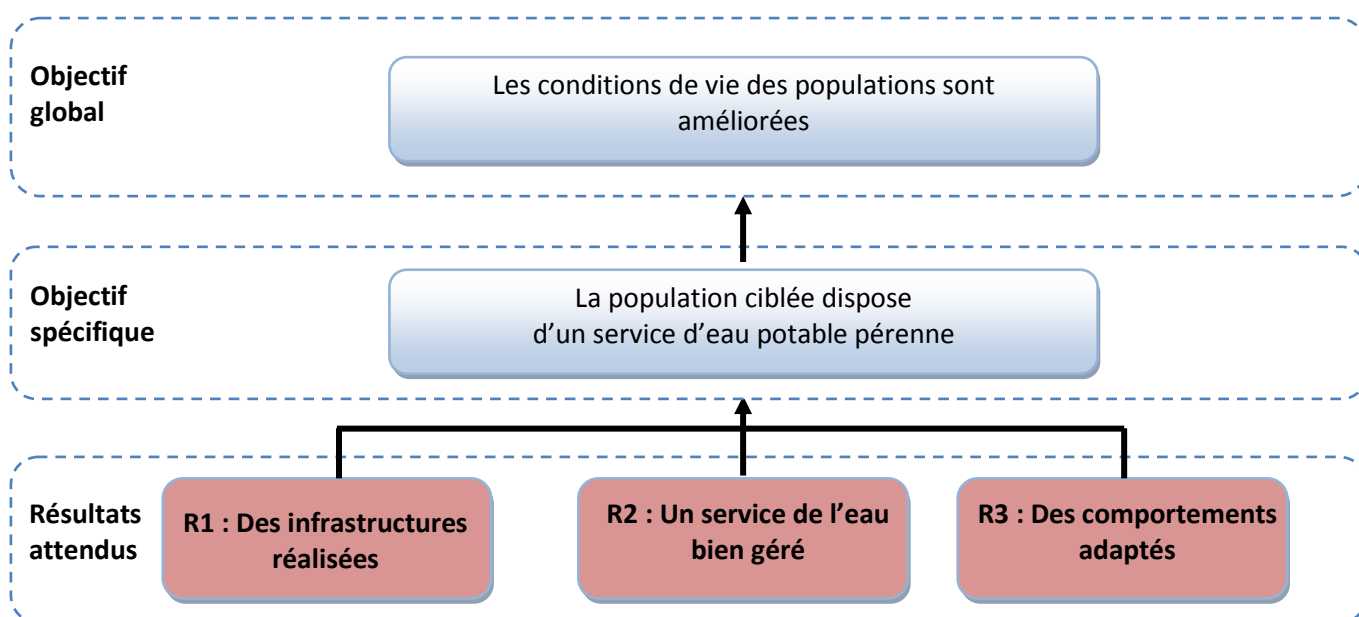 Objectif
global
Les conditions de vie des populations sont
améliorées
Objectif
spécifique
La population ciblée dispose
d’un service d’eau potable pérenne
Résultats
attendus
R1 : Des infrastructures
réalisées
R2 : Un service de l’eau
bien géré
R3 : Des comportements
adaptés